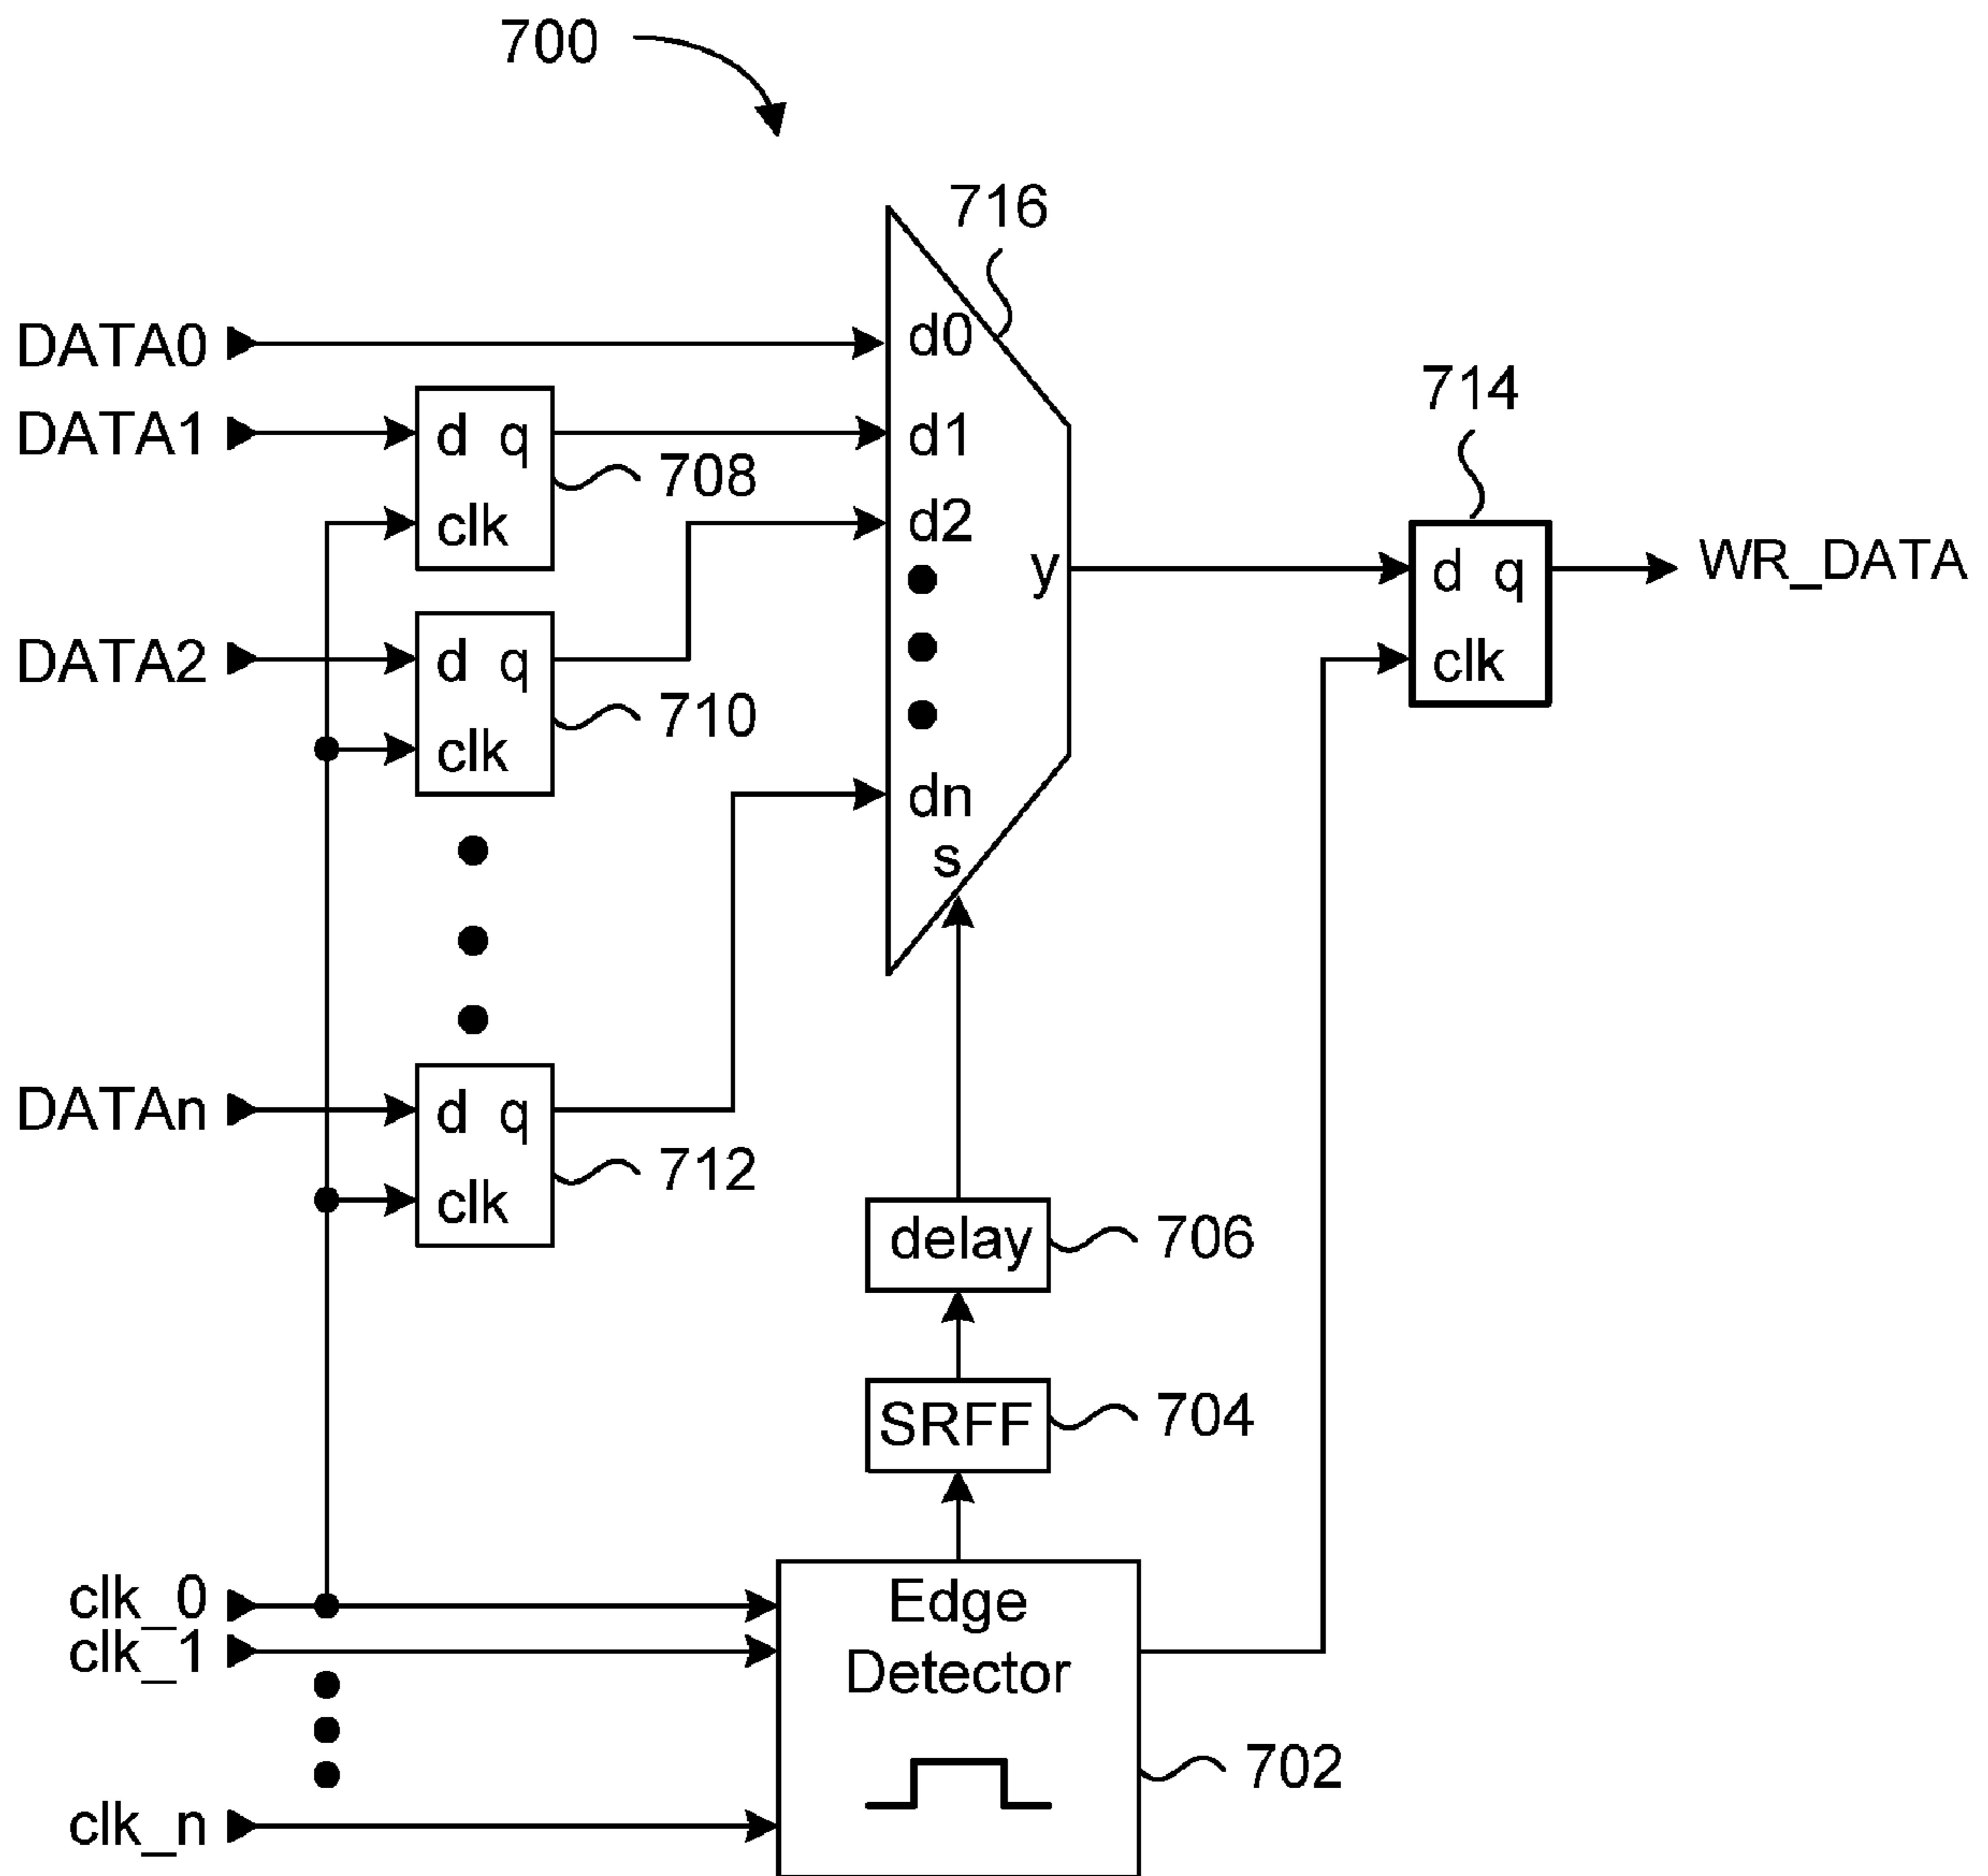 700
716
DATA0
d0
714
DATA1
d q
d1
708
clk
d2
y
d q
WR_DATA
DATA2
d q
clk
710
clk
dn
s
DATAn
d q
712
clk
delay
706
SRFF
704
clk_0
Edge
clk_1
Detector
702
clk_n